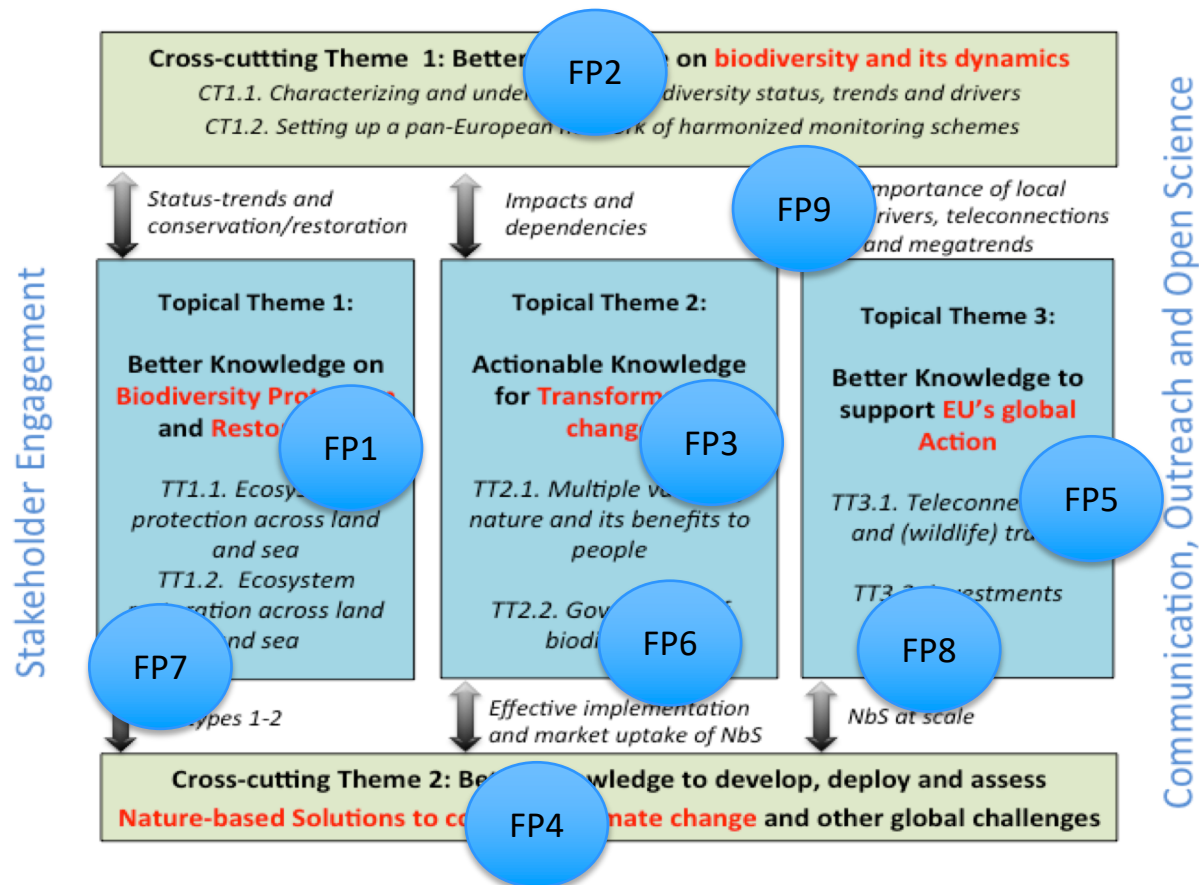 Cross-cuttting Theme 1: Better e on biodiversity and its dynamics
FP2
CT1.1. Characterizing and under diversity status, trends and drivers
CT1.2. Setting up a pan-European n rk of harmonized monitoring schemes
Status-trends and
conservation/restoration
Impacts and
dependencies
FP9
mportance of local
rivers, teleconnections
and megatrends
Stakeholder Engagement
Topical Theme 1:
Better Knowledge on
Biodiversity Prot
and Resto
FP1
TT1.1. Ecosys
protection across land
and sea
TT1.2. Ecosystem
ration across land
nd sea
FP7
Topical Theme 2:
Actionable Knowledge
for Transform
change
FP3
TT2.1. Multiple va
nature and its benefits to
people
TT2.2. Gov f
biodi
FP6
Topical Theme 3:
Better Knowledge to
support EU's global
Action
FP5
TT3.1. Teleconne
and (wildlife) tra
TT3.2 Investments
FP8
Communication, Outreach and Open Science
types 1-2
Effective implementation
and market uptake of NbS
NbS at scale
Cross-cutting Theme 2: Bet owledge to develop, deploy and assess
Nature-based Solutions to co mate change and other global challenges
FP4